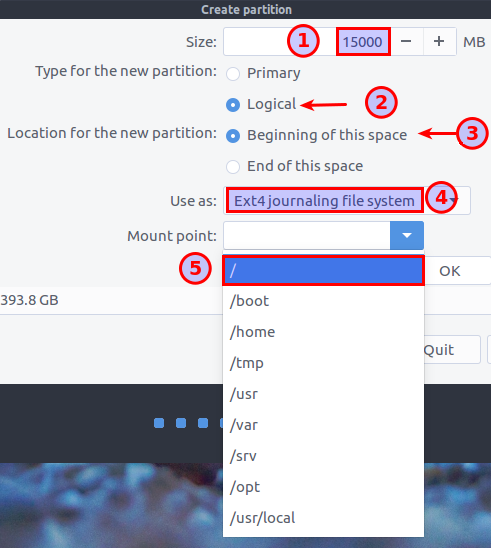 Create partition
Size: 1 15000 − + MB
Type for the new partition: Primary
Logical 2
Location for the new partition: Beginning of this space 3
End of this space
Use as: Ext4 journaling file system 4
Mount point:
5 / OK
/boot
393.8 GB
/home
/tmp
Quit
/usr
/var
/srv
/opt
/usr/local